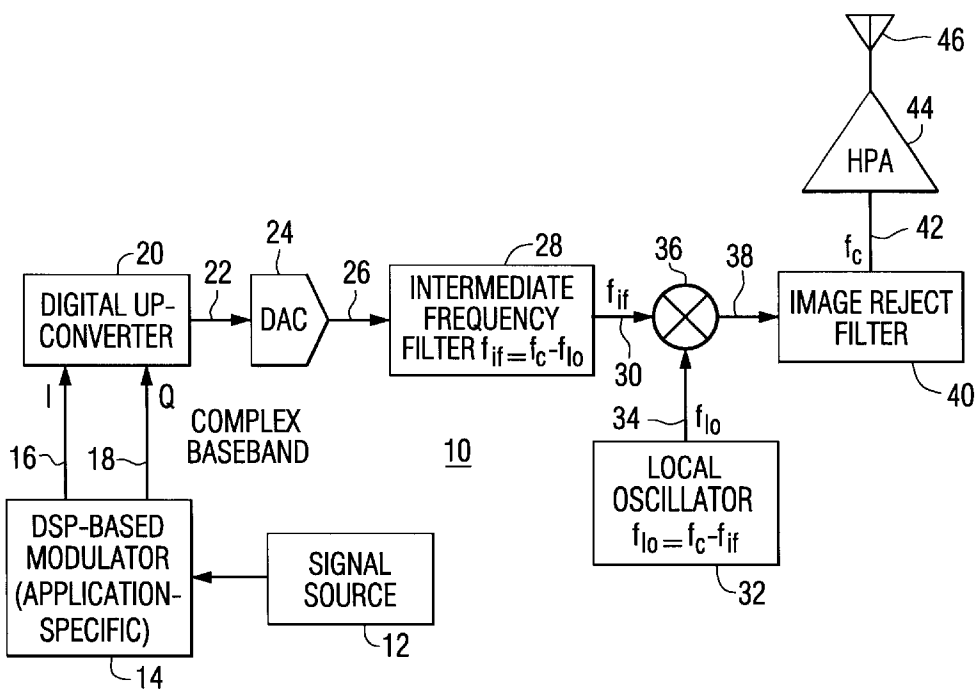 46
44
HPA
42
f_c
20
DIGITAL UP-
CONVERTER
22
24
DAC
26
28
INTERMEDIATE
FREQUENCY
FILTER f_if = f_c - f_lo
f_if
30
36
38
IMAGE REJECT
FILTER
40
I
Q
16
18
COMPLEX
BASEBAND
10
34
f_lo
LOCAL
OSCILLATOR
f_lo = f_c - f_if
32
DSP-BASED
MODULATOR
(APPLICATION-
SPECIFIC)
14
SIGNAL
SOURCE
12